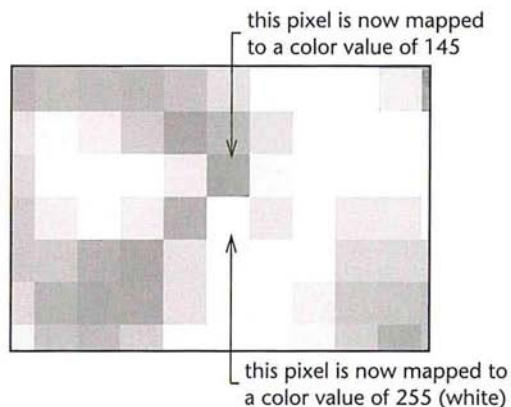 this pixel is now mapped
to a color value of 145
this pixel is now mapped to
a color value of 255 (white)